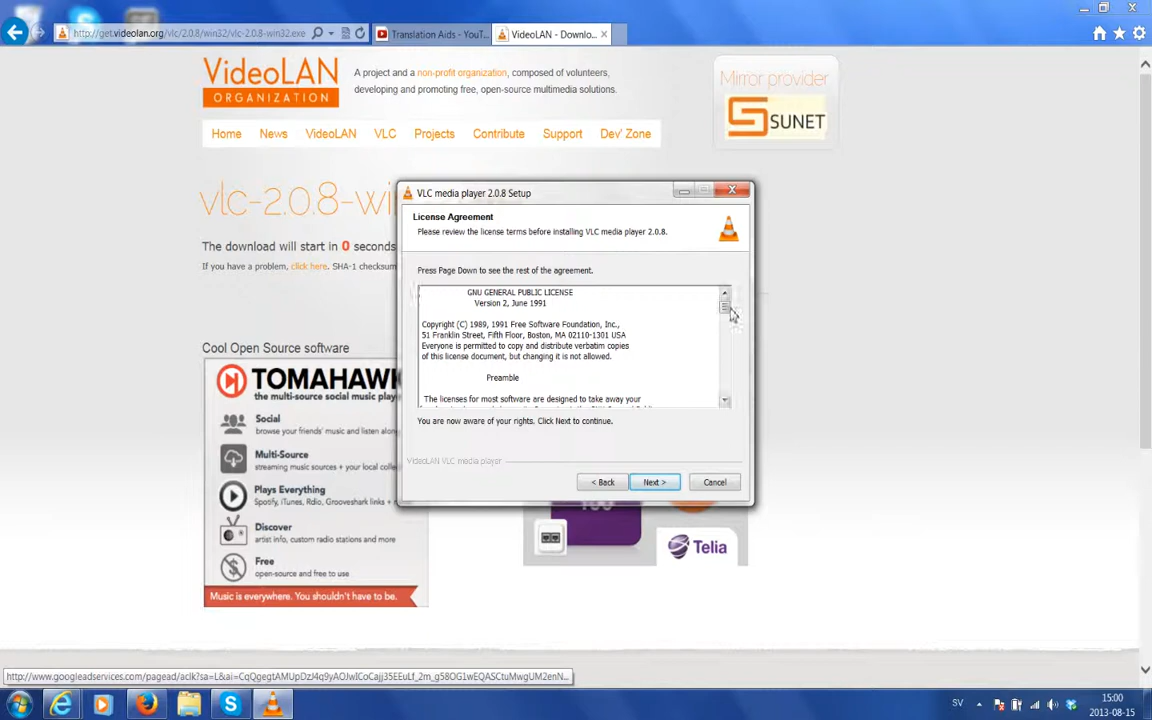 http://get.videolan.org/vlc/2.0.8/win32/vlc-2.0.8-win32.exe
Translation Aids - YouT...
VideoLAN - Downlo...
VideoLAN
ORGANIZATION
A project and a non-profit organization, composed of volunteers,
developing and promoting free, open-source multimedia solutions.
Mirror provider
SUNET
Home News VideoLAN VLC Projects Contribute Support Dev' Zone
vlc-2.0.8-wi
The download will start in 0 seconds
If you have a problem, click here. SHA-1 checksum
VLC media player 2.0.8 Setup
License Agreement
Please review the license terms before installing VLC media player 2.0.8.
Press Page Down to see the rest of the agreement.
GNU GENERAL PUBLIC LICENSE
Version 2, June 1991
Copyright (C) 1989, 1991 Free Software Foundation, Inc.,
51 Franklin Street, Fifth Floor, Boston, MA 02110-1301 USA
Everyone is permitted to copy and distribute verbatim copies
of this license document, but changing it is not allowed.
Preamble
The licenses for most software are designed to take away your
You are now aware of your rights. Click Next to continue.
VideoLAN VLC media player
< Back
Next >
Cancel
Cool Open Source software
TOMAHAWK
the multi-source social music play
Social
browse your friends' music and listen alon
Multi-Source
streaming music sources + your local colle
Plays Everything
Spotify, iTunes, Rdio, Grooveshark links +
Discover
artist info, custom radio stations and more
Free
open-source and free to use
Music is everywhere. You shouldn't have to be.
Telia
SV
15:00
2013-08-15